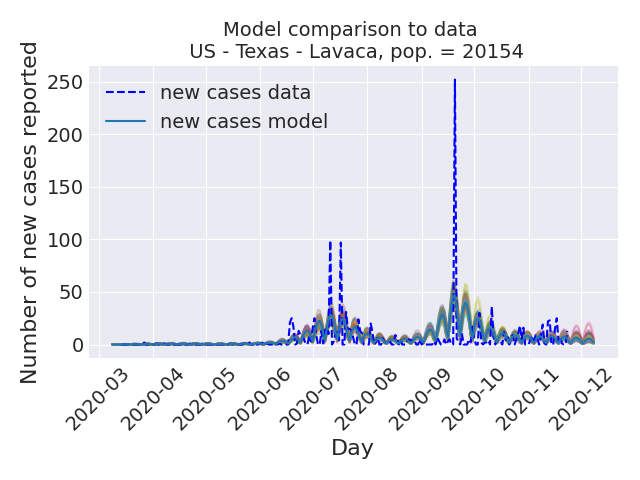 Model comparison to data
US - Texas - Lavaca, pop. = 20154
Number of new cases reported
250
200
150
100
50
0
new cases data
new cases model
2020-03
2020-04
2020-05
2020-06
2020-07
2020-08
2020-09
2020-10
2020-11
2020-12
Day